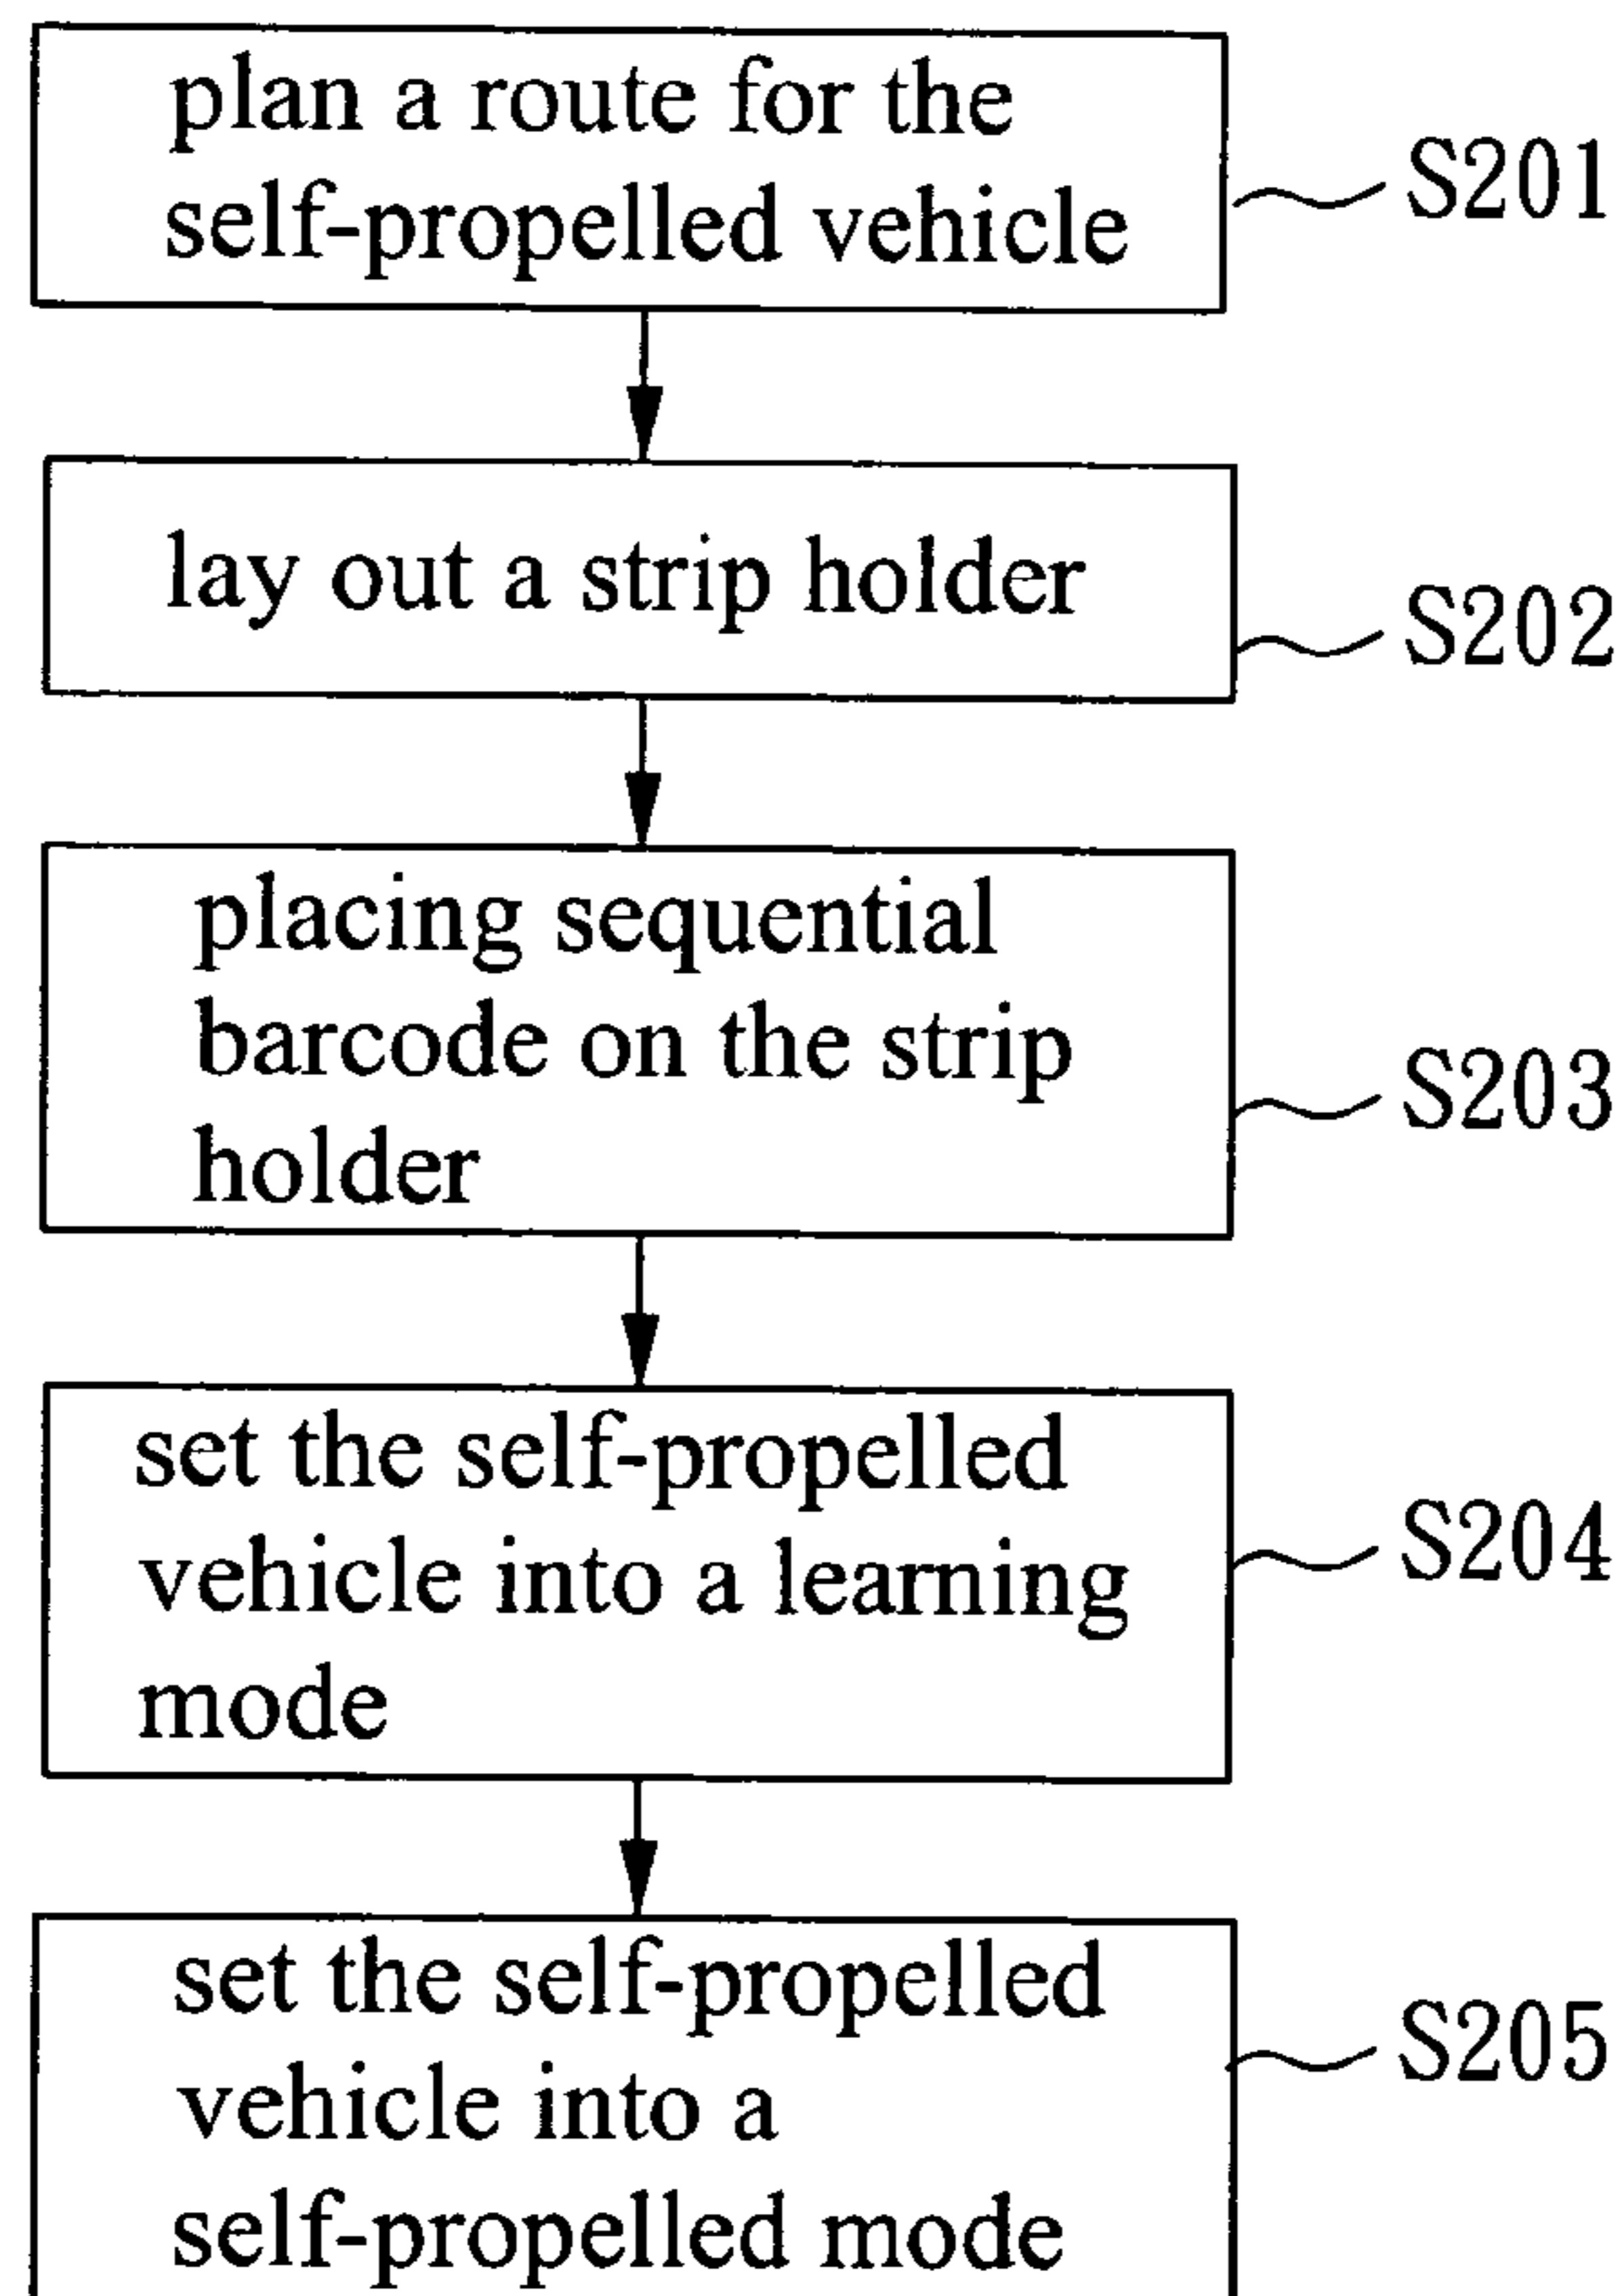 plan a route for the
self-propelled vehicle
S201
lay out a strip holder
S202
placing sequential
barcode on the strip
holder
S203
set the self-propelled
vehicle into a learning
mode
S204
set the self-propelled
vehicle into a
self-propelled mode
S205